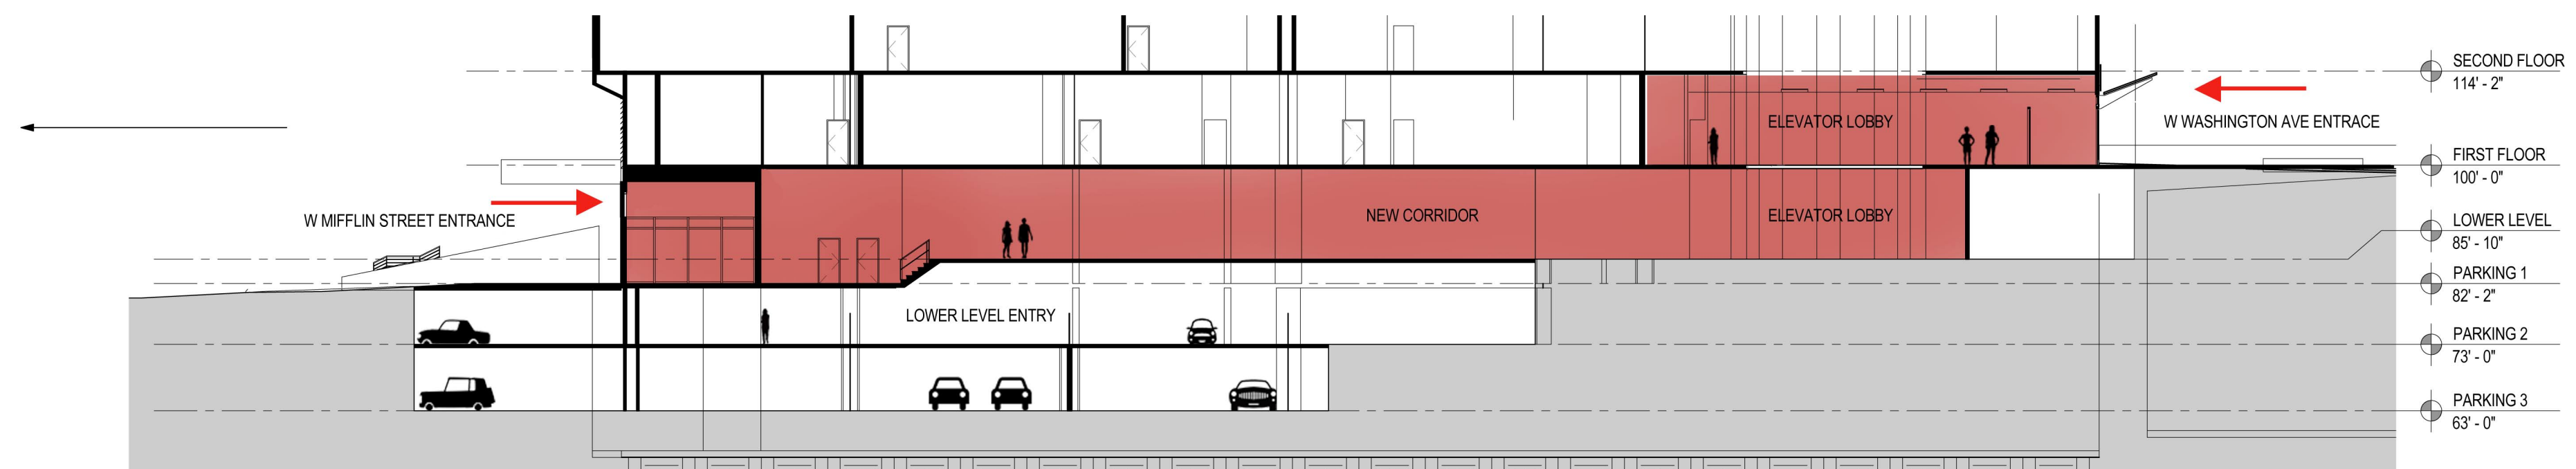 SECOND FLOOR
114' - 2"
ELEVATOR LOBBY
W WASHINGTON AVE ENTRACE
FIRST FLOOR
100' - 0"
W MIFFLIN STREET ENTRANCE
NEW CORRIDOR
ELEVATOR LOBBY
LOWER LEVEL
85' - 10"
PARKING 1
82' - 2"
LOWER LEVEL ENTRY
PARKING 2
73' - 0"
PARKING 3
63' - 0"